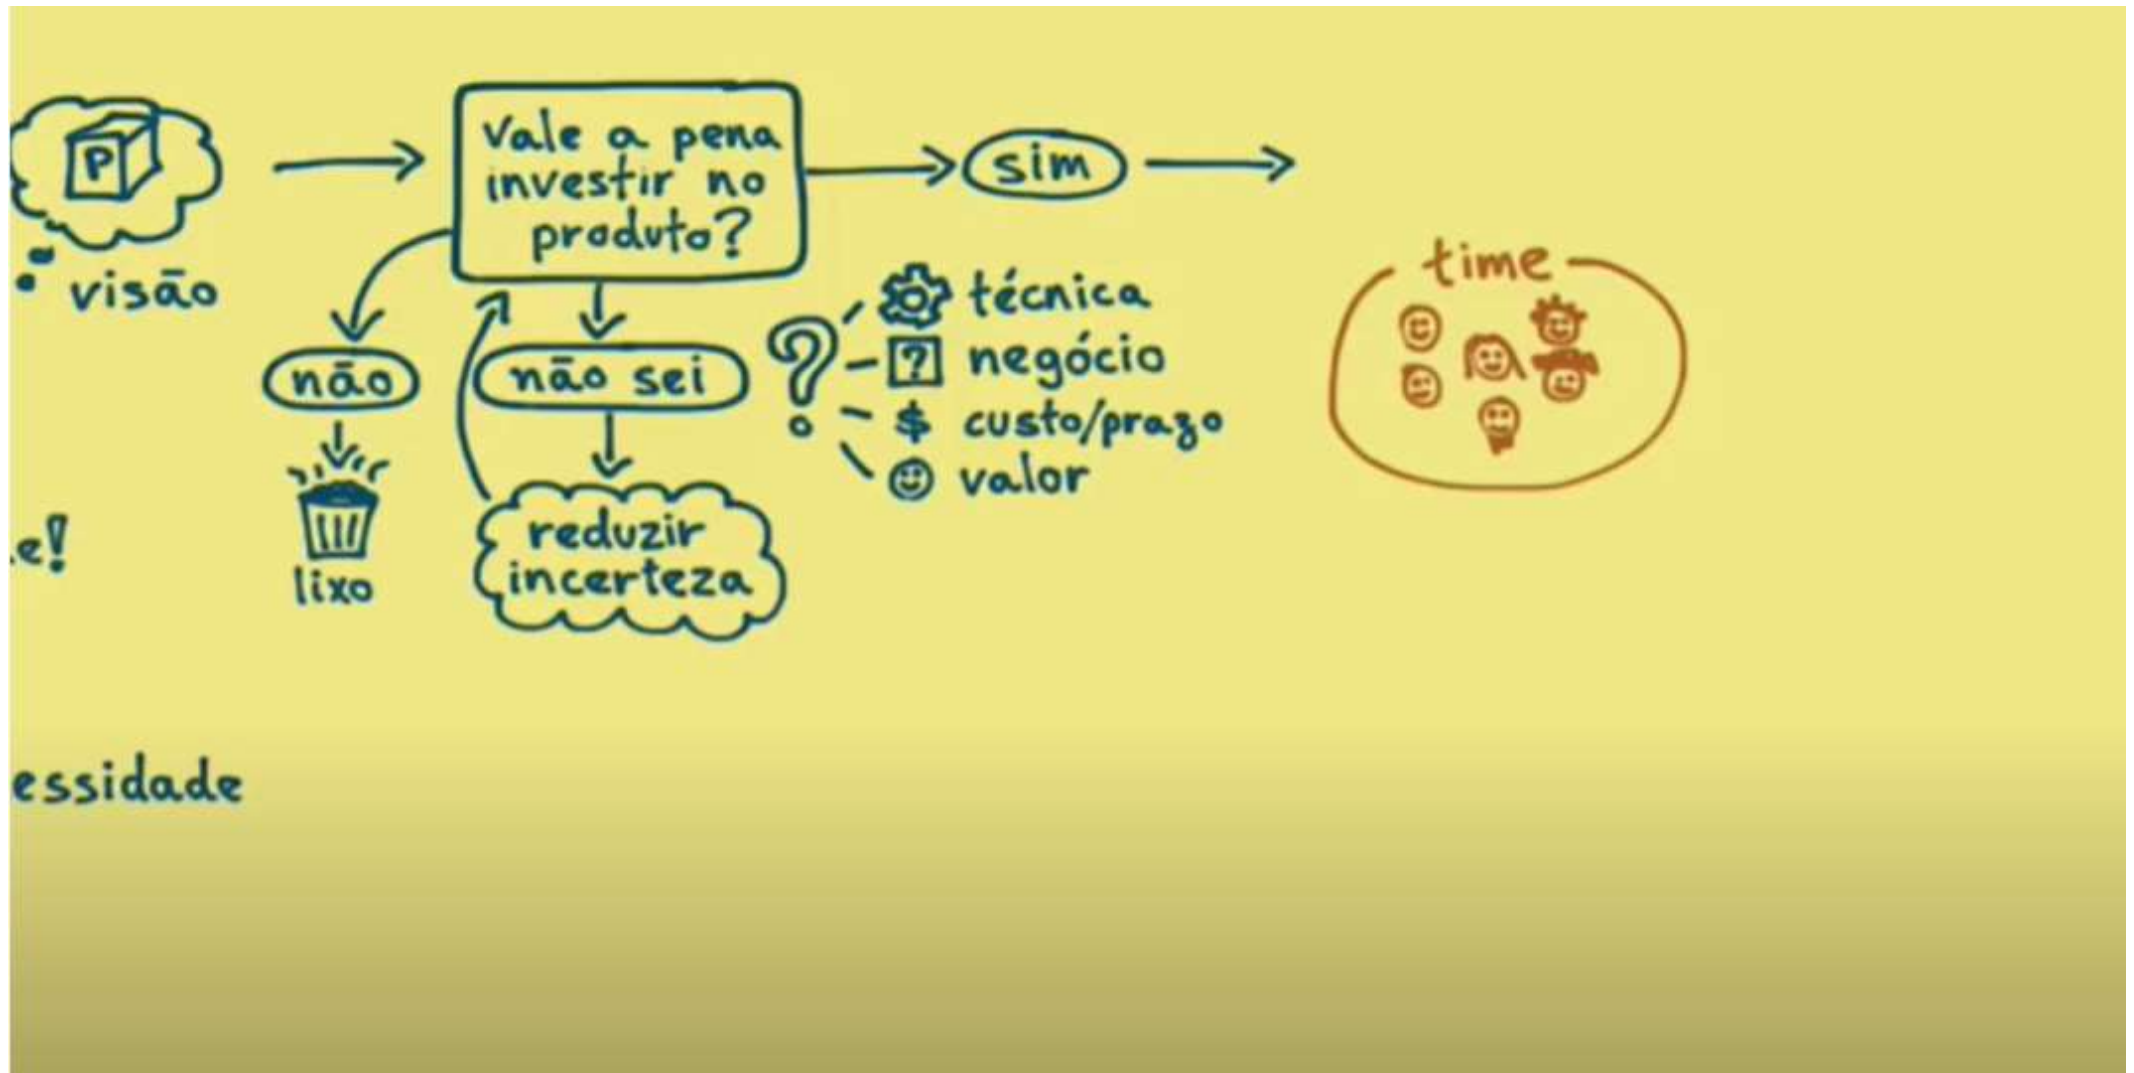 P
visão
Vale a pena
investir no
produto?
sim
não
lixo
não sei
reduzir
incerteza
?
técnica
?
negócio
$ custo/prazo
valor
time
e!
essidade